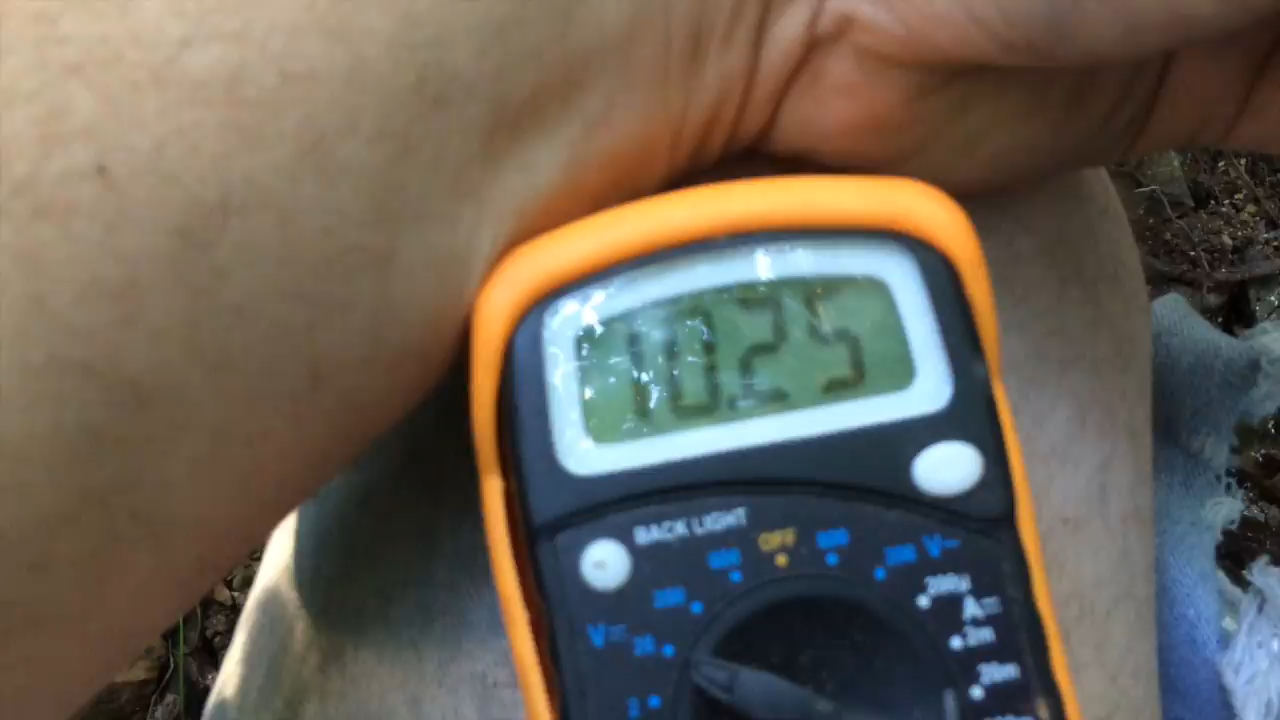 10.25
BACK LIGHT
OFF
600
600
200
200
V~
V=
20
2
200μ
A=
2m
20m